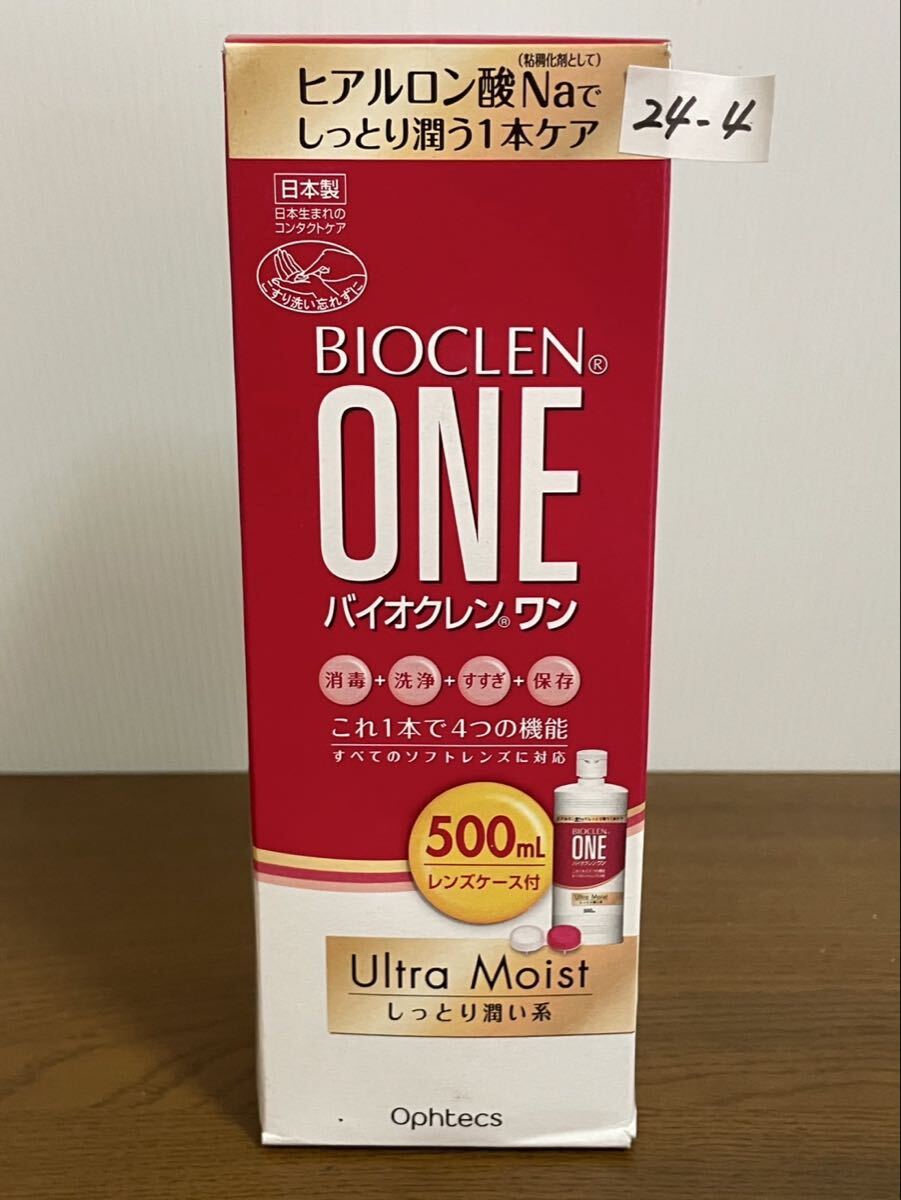 (粘稠化剤として)
ヒアルロン酸Naで
しっとり潤う1本ケア
24-4
日本製
日本生まれの
コンタクトケア
こすり洗い忘れずに
BIOCLEN®
ONE
バイオクレン®ワン
消毒+洗浄+すすぎ+保存
これ1本で4つの機能
すべてのソフトレンズに対応
500mL
レンズケース付
BIOCLEN
ONE
バイオクレンワン
Ultra Moist
Ultra Moist
しっとり潤い系
Ophtecs